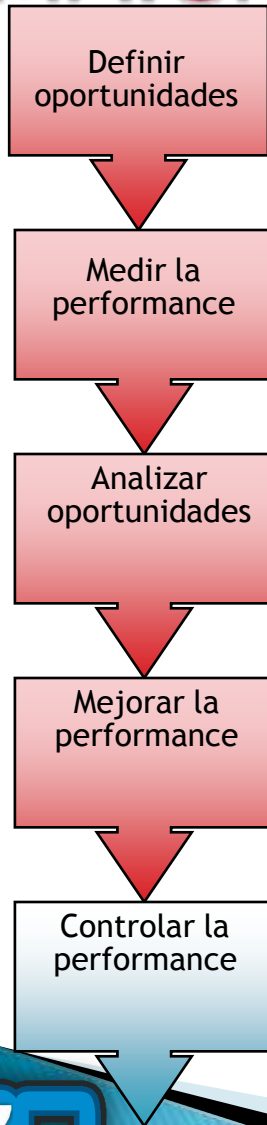 Definir
oportunidades
Medir la
performance
Analizar
oportunidades
Mejorar la
performance
Controlar la
performance